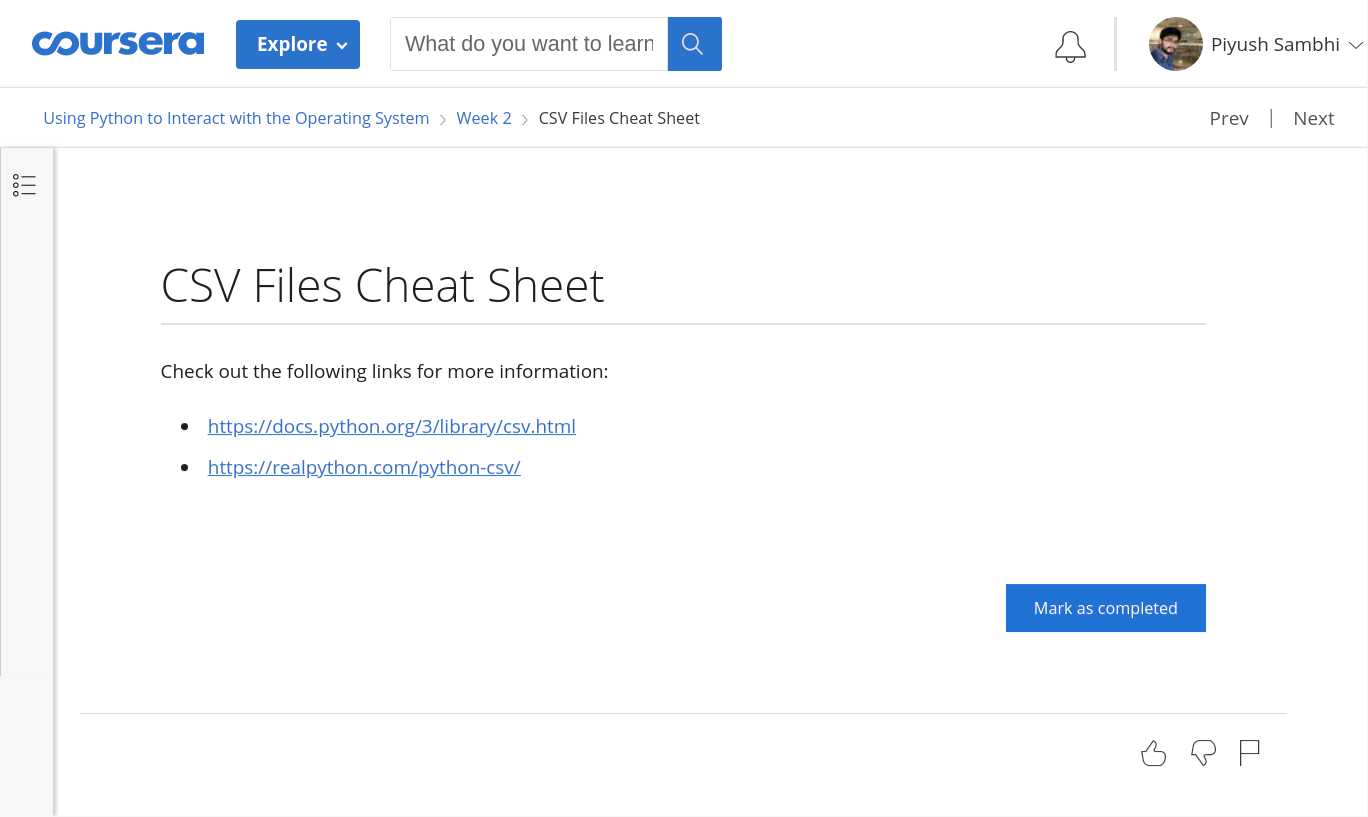 coursera
Explore
What do you want to learn
Piyush Sambhi
Using Python to Interact with the Operating System > Week 2 > CSV Files Cheat Sheet
Prev | Next
CSV Files Cheat Sheet
Check out the following links for more information:
• https://docs.python.org/3/library/csv.html
• https://realpython.com/python-csv/
Mark as completed